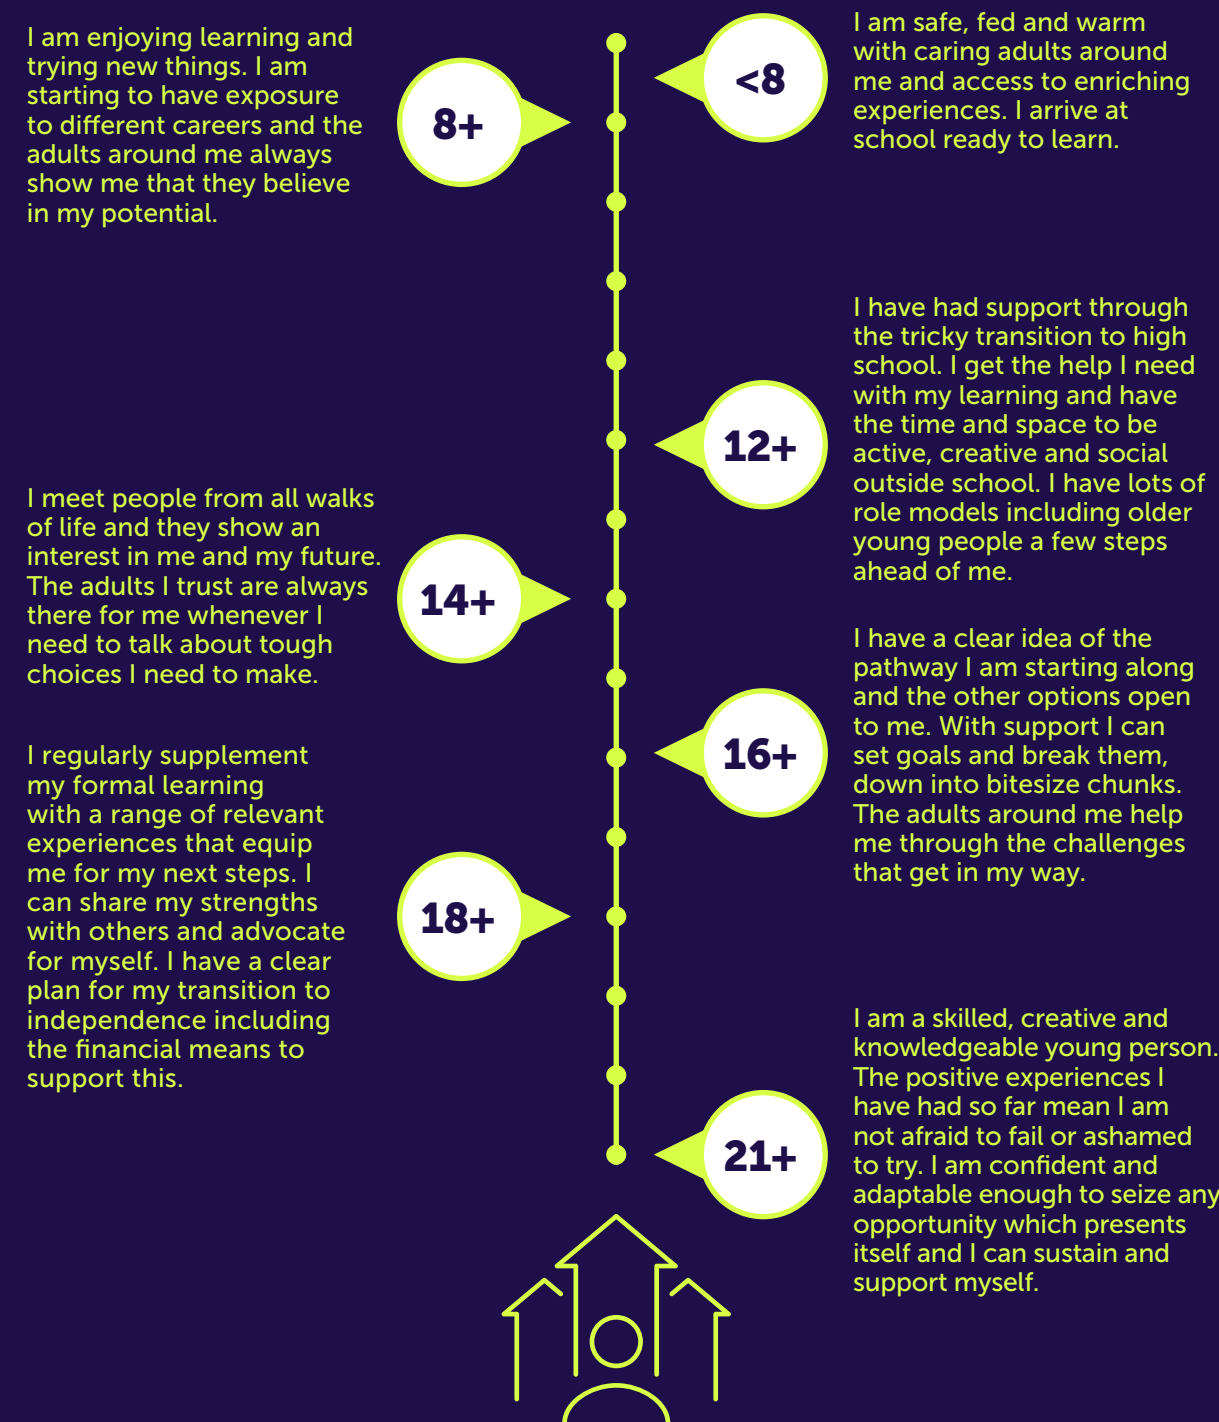 <8
I am safe, fed and warm
with caring adults around
me and access to enriching
experiences. I arrive at
school ready to learn.
8+
I am enjoying learning and
trying new things. I am
starting to have exposure
to different careers and the
adults around me always
show me that they believe
in my potential.
12+
I have had support through
the tricky transition to high
school. I get the help I need
with my learning and have
the time and space to be
active, creative and social
outside school. I have lots of
role models including older
young people a few steps
ahead of me.
14+
I meet people from all walks
of life and they show an
interest in me and my future.
The adults I trust are always
there for me whenever I
need to talk about tough
choices I need to make.
16+
I have a clear idea of the
pathway I am starting along
and the other options open
to me. With support I can
set goals and break them,
down into bitesize chunks.
The adults around me help
me through the challenges
that get in my way.
18+
I regularly supplement
my formal learning
with a range of relevant
experiences that equip
me for my next steps. I
can share my strengths
with others and advocate
for myself. I have a clear
plan for my transition to
independence including
the financial means to
support this.
21+
I am a skilled, creative and
knowledgeable young person.
The positive experiences I
have had so far mean I am
not afraid to fail or ashamed
to try. I am confident and
adaptable enough to seize any
opportunity which presents
itself and I can sustain and
support myself.